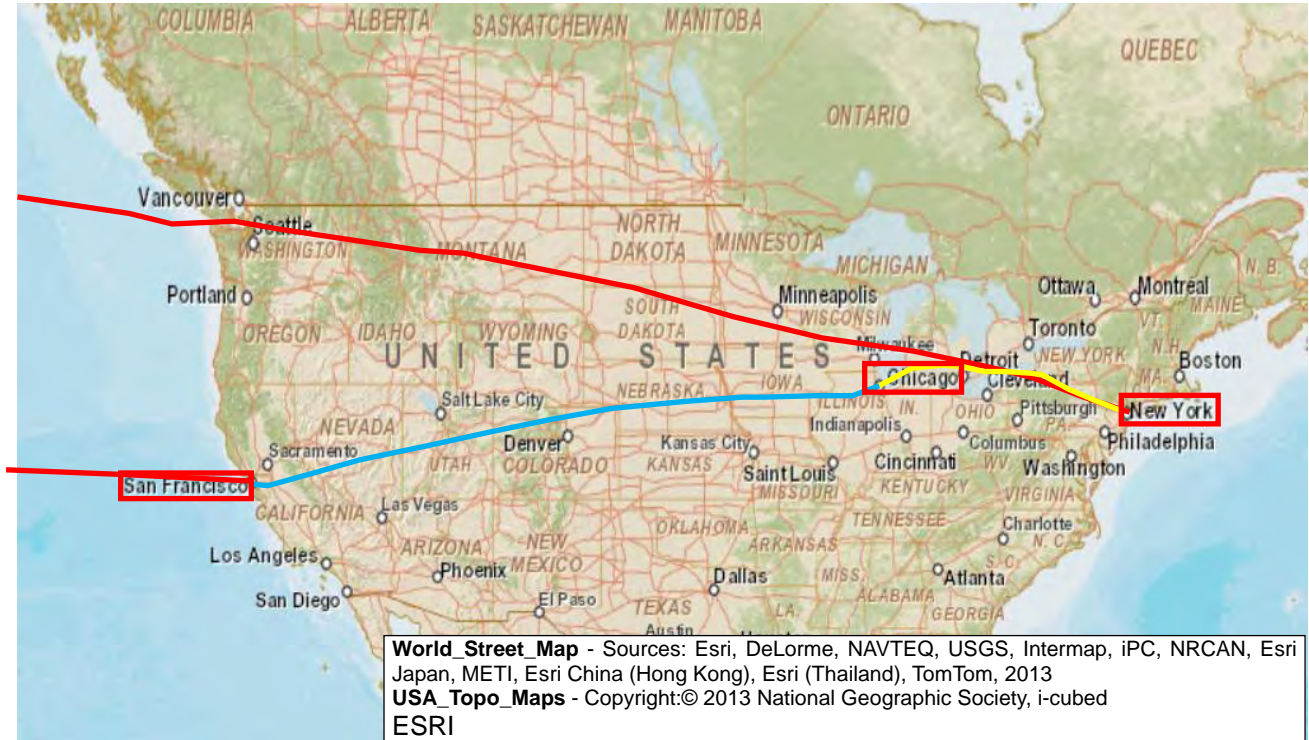 COLUMBIA
ALBERTA
SASKATCHEWAN
MANITOBA
QUEBEC
ONTARIO
Vancouver
Seattle
WASHINGTON
MONTANA
NORTH
DAKOTA
MINNESOTA
MICHIGAN
Ottawa
Montréal
N. B.
MAINE
Portland
OREGON
IDAHO
WYOMING
SOUTH
DAKOTA
Minneapolis
WISCONSIN
Milwaukee
Toronto
NEW YORK
VT.
N.H.
Boston
MA.
UNITED STATES
Detroit
Chicago
Cleveland
NEBRASKA
IOWA
ILLINOIS
IN.
OHIO
Pittsburgh
PA.
New York
Philadelphia
Salt Lake City
NEVADA
Sacramento
UTAH
Denver
COLORADO
Kansas City
KANSAS
Indianapolis
Columbus
Cincinnati
WV.
Washington
San Francisco
CALIFORNIA
Las Vegas
Saint Louis
MISSOURI
KENTUCKY
VIRGINIA
Los Angeles
ARIZONA
NEW
MEXICO
OKLAHOMA
ARKANSAS
TENNESSEE
Charlotte
N. C.
S. C.
San Diego
Phoenix
El Paso
TEXAS
Dallas
LA.
MISS.
ALABAMA
Atlanta
GEORGIA
Austin
World_Street_Map - Sources: Esri, DeLorme, NAVTEQ, USGS, Intermap, iPC, NRCAN, Esri
Japan, METI, Esri China (Hong Kong), Esri (Thailand), TomTom, 2013
USA_Topo_Maps - Copyright:© 2013 National Geographic Society, i-cubed
ESRI